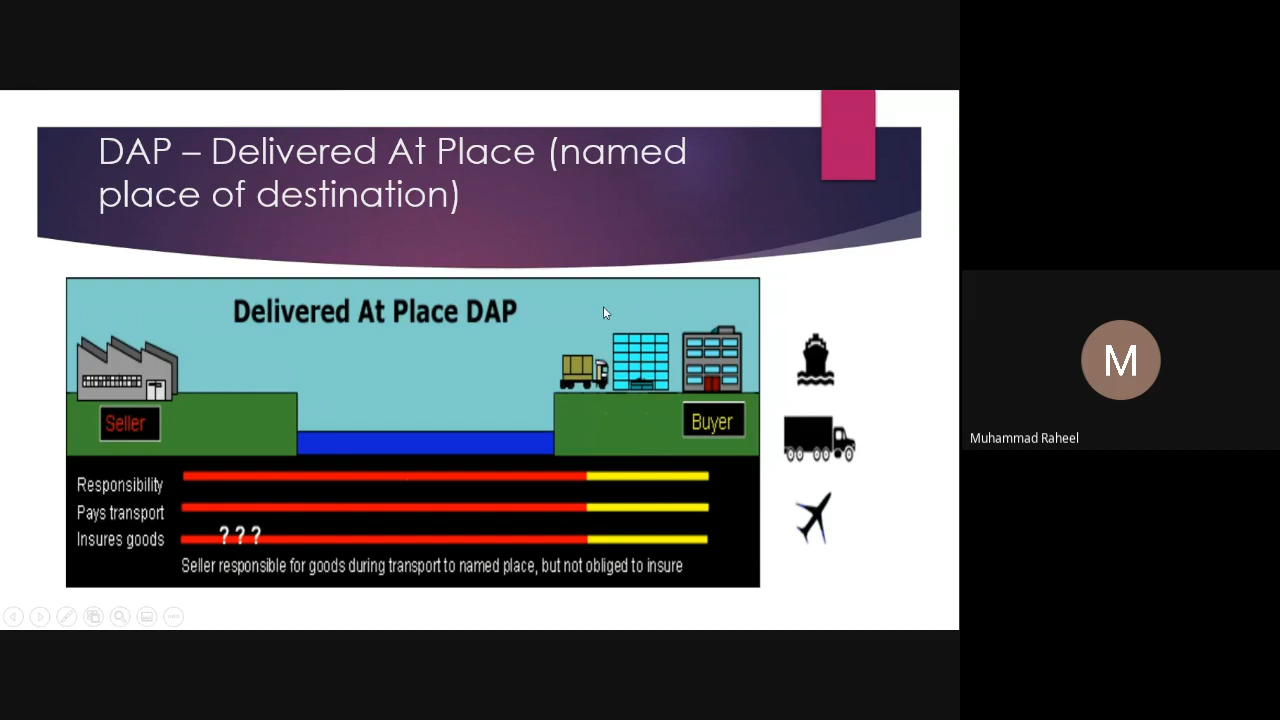 DAP – Delivered At Place (named
place of destination)
Delivered At Place DAP
Seller
Buyer
Responsibility
Pays transport
Insures goods ? ? ?
Seller responsible for goods during transport to named place, but not obliged to insure
M
Muhammad Raheel